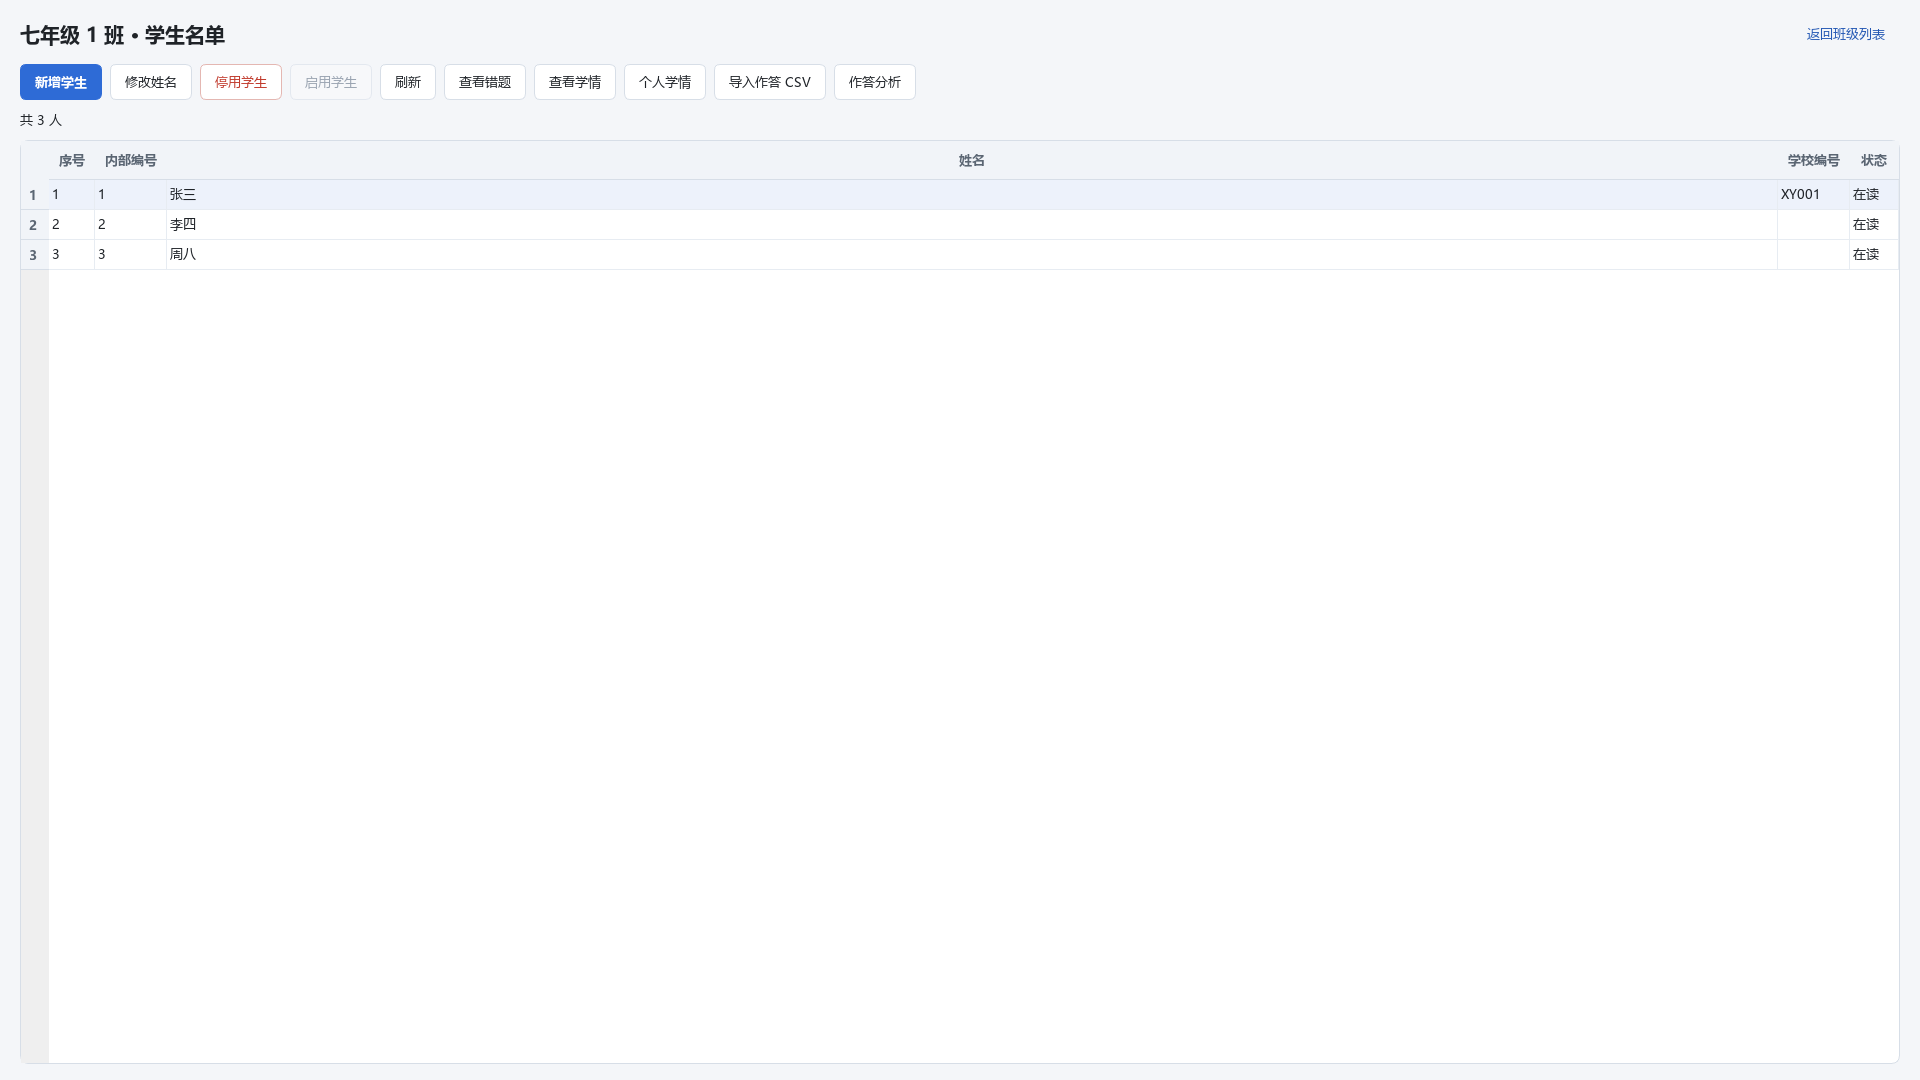 七年级 1 班 • 学生名单
返回班级列表
新增学生 修改姓名 停用学生 启用学生 刷新 查看错题 查看学情 个人学情 导入作答 CSV 作答分析
共 3 人
序号 内部编号 姓名 学校编号 状态
1 1 1 张三 XY001 在读
2 2 2 李四 在读
3 3 3 周八 在读